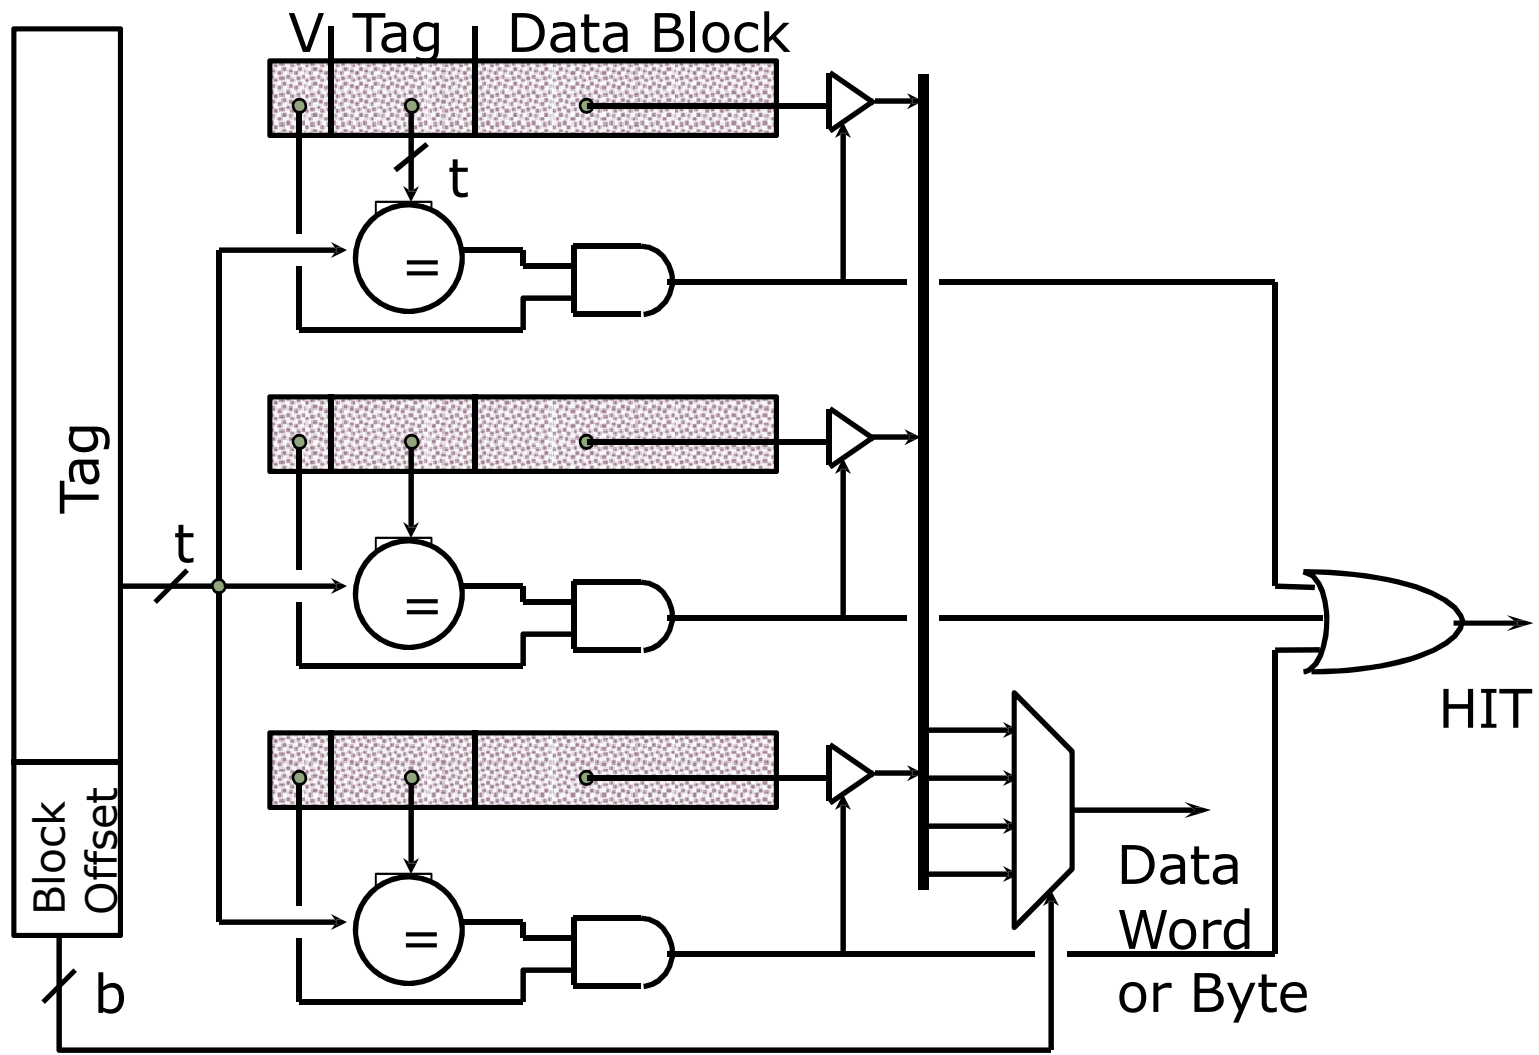 V Tag Data Block
t
=
Tag
t
=
HIT
Block
Offset
=
Data
Word
or Byte
b